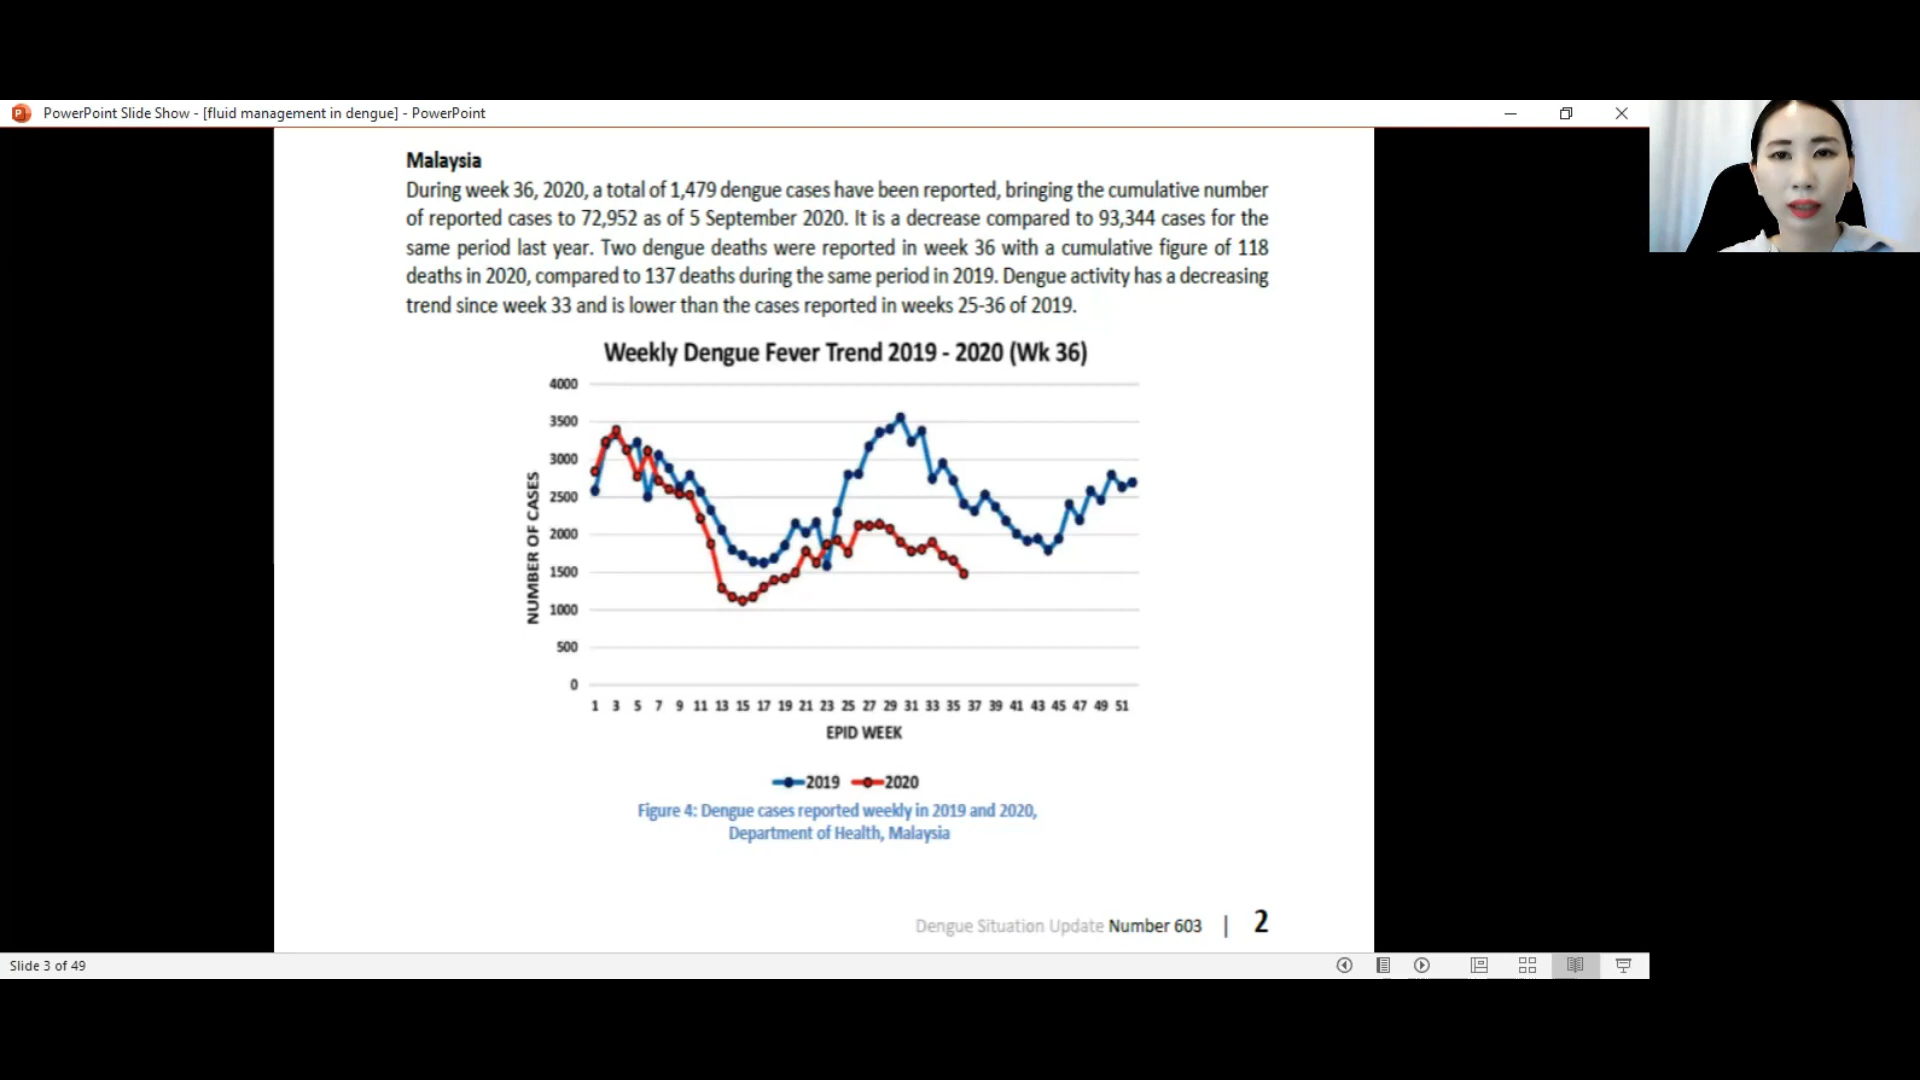 PowerPoint Slide Show - [fluid management in dengue] - PowerPoint
Malaysia
During week 36, 2020, a total of 1,479 dengue cases have been reported, bringing the cumulative number
of reported cases to 72,952 as of 5 September 2020. It is a decrease compared to 93,344 cases for the
same period last year. Two dengue deaths were reported in week 36 with a cumulative figure of 118
deaths in 2020, compared to 137 deaths during the same period in 2019. Dengue activity has a decreasing
trend since week 33 and is lower than the cases reported in weeks 25-36 of 2019.
Weekly Dengue Fever Trend 2019 - 2020 (Wk 36)
NUMBER OF CASES
4000
3500
3000
2500
2000
1500
1000
500
0
1 3 5 7 9 11 13 15 17 19 21 23 25 27 29 31 33 35 37 39 41 43 45 47 49 51
EPID WEEK
2019 2020
Figure 4: Dengue cases reported weekly in 2019 and 2020,
Department of Health, Malaysia
Dengue Situation Update Number 603 | 2
Slide 3 of 49